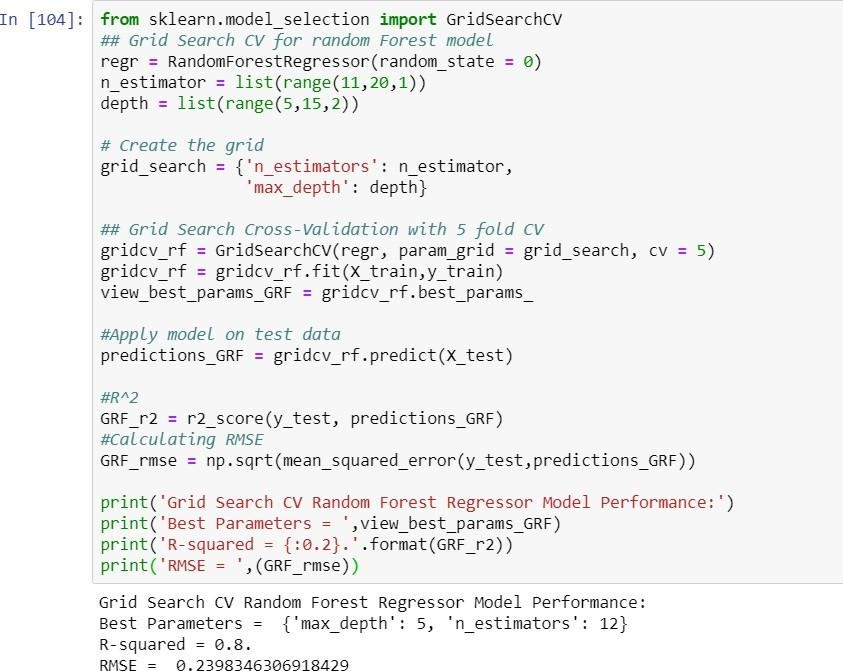 In [104]: from sklearn.model_selection import GridSearchCV
## Grid Search CV for random Forest model
regr = RandomForestRegressor(random_state = 0)
n_estimator = list(range(11,20,1))
depth = list(range(5,15,2))
# Create the grid
grid_search = {'n_estimators': n_estimator,
'max_depth': depth}
## Grid Search Cross-Validation with 5 fold CV
gridcv_rf = GridSearchCV(regr, param_grid = grid_search, cv = 5)
gridcv_rf = gridcv_rf.fit(X_train,y_train)
view_best_params_GRF = gridcv_rf.best_params_
#Apply model on test data
predictions_GRF = gridcv_rf.predict(X_test)
#R^2
GRF_r2 = r2_score(y_test, predictions_GRF)
#Calculating RMSE
GRF_rmse = np.sqrt(mean_squared_error(y_test,predictions_GRF))
print('Grid Search CV Random Forest Regressor Model Performance:')
print('Best Parameters = ',view_best_params_GRF)
print('R-squared = {:0.2}.'.format(GRF_r2))
print('RMSE = ',(GRF_rmse))
Grid Search CV Random Forest Regressor Model Performance:
Best Parameters =  {'max_depth': 5, 'n_estimators': 12}
R-squared = 0.8.
RMSE =  0.2398346306918429